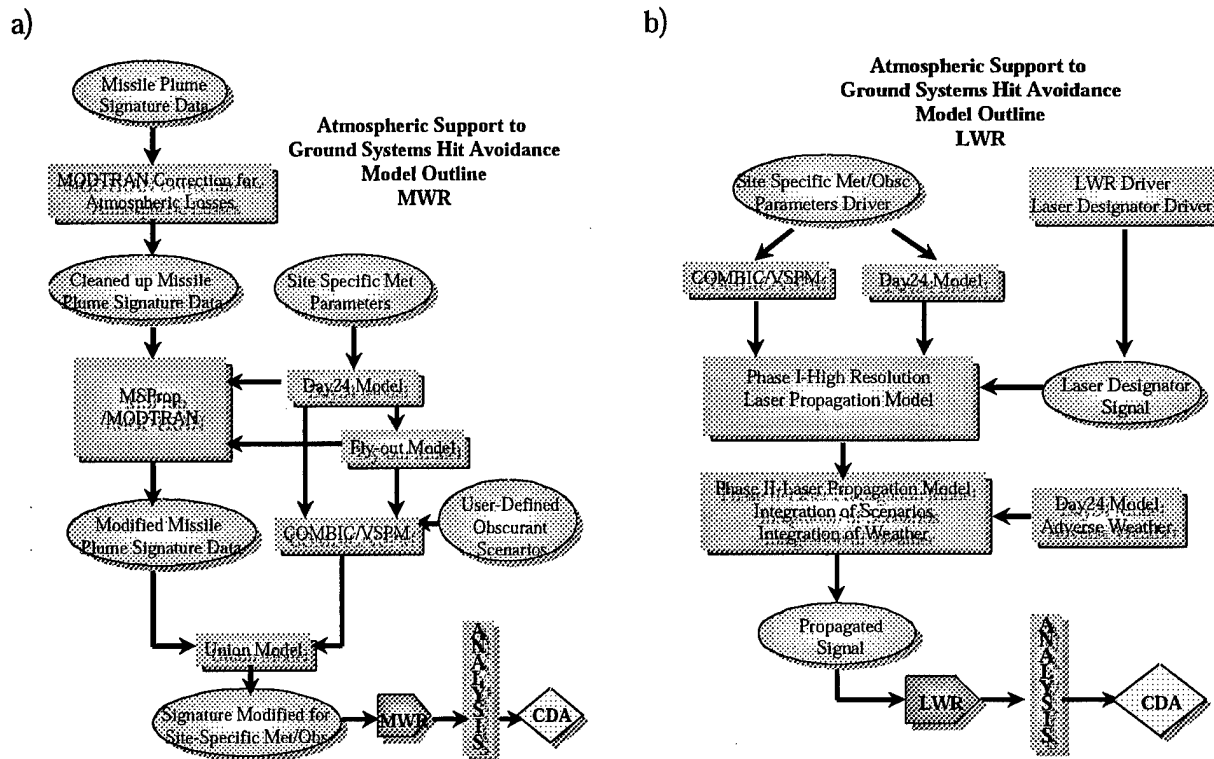 a)
Missile Plume
Signature Data
Atmospheric Support to
Ground Systems Hit Avoidance
Model Outline
MWR
MODTRAN Correction for
Atmospheric Losses
Cleaned up Missile
Plume Signature Data
Site Specific Met
Parameters
MSProp
/MODTRAN
Day24 Model
Fly-out Model
Modified Missile
Plume Signature Data
COMBIC/VSPM
User-Defined
Obscurant
Scenarios
Union Model
Signature Modified for
Site-Specific Met/Obs
MWR
ANALYSIS
CDA
b)
Atmospheric Support to
Ground Systems Hit Avoidance
Model Outline
LWR
Site Specific Met/Obsc
Parameters Driver
LWR Driver
Laser Designator Driver
COMBIC/VSPM
Day24 Model
Phase I-High Resolution
Laser Propagation Model
Laser Designator
Signal
Phase II-Laser Propagation Model
Integration of Scenarios
Integration of Weather
Day24 Model
Adverse Weather
Propagated
Signal
LWR
ANALYSIS
CDA